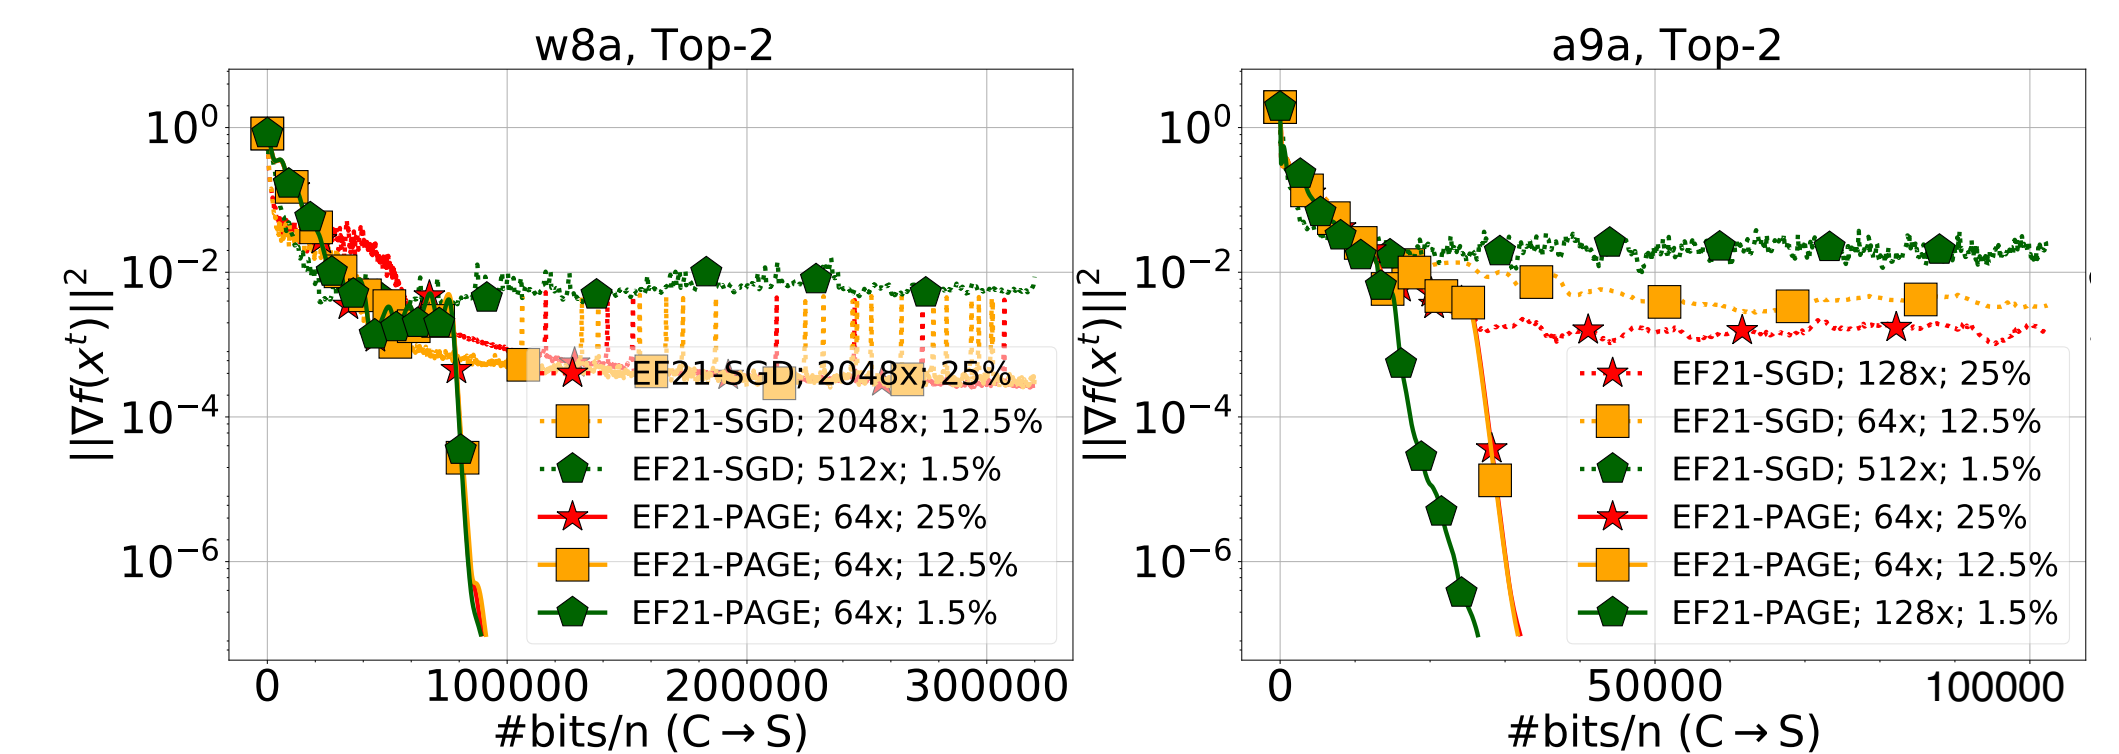 w8a, Top-2
||∇f(x^t)||^2
10^0
10^−2
10^−4
10^−6
EF21-SGD; 2048x; 25%
EF21-SGD; 2048x; 12.5%
EF21-SGD; 512x; 1.5%
EF21-PAGE; 64x; 25%
EF21-PAGE; 64x; 12.5%
EF21-PAGE; 64x; 1.5%
0 100000 200000 300000
#bits/n (C→S)
a9a, Top-2
||∇f(x^t)||^2
10^0
10^−2
10^−4
10^−6
EF21-SGD; 128x; 25%
EF21-SGD; 64x; 12.5%
EF21-SGD; 512x; 1.5%
EF21-PAGE; 64x; 25%
EF21-PAGE; 64x; 12.5%
EF21-PAGE; 128x; 1.5%
0 50000 100000
#bits/n (C→S)